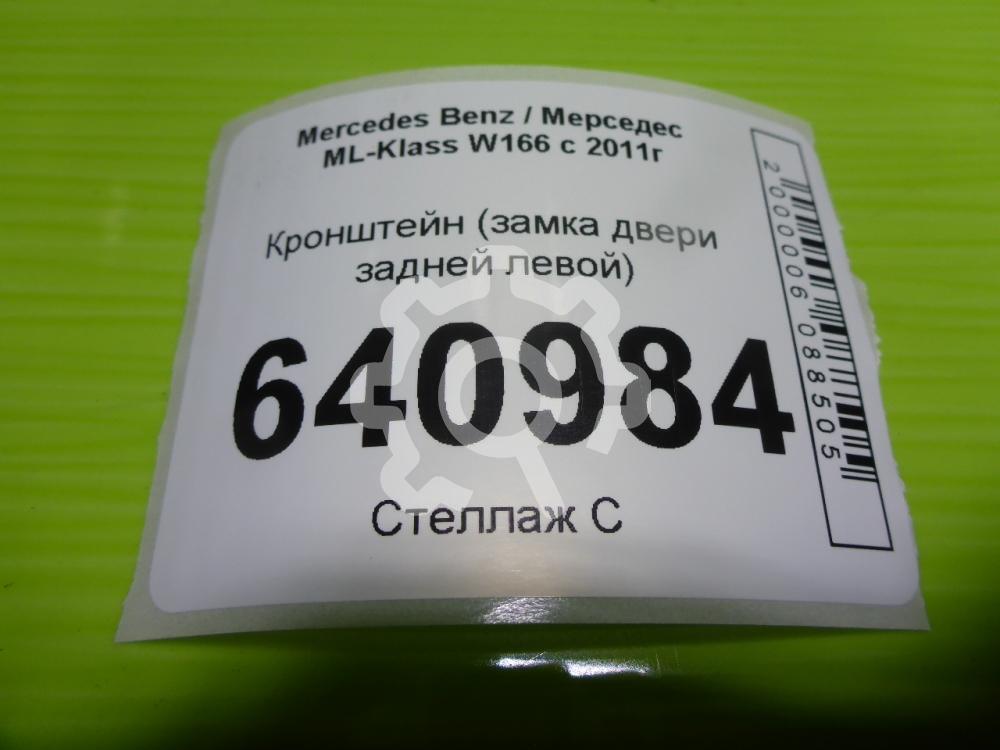 Mercedes Benz / Мерседес
ML-Klass W166 с 2011г
Кронштейн (замка двери
задней левой)
640984
Стеллаж С
2000006088505